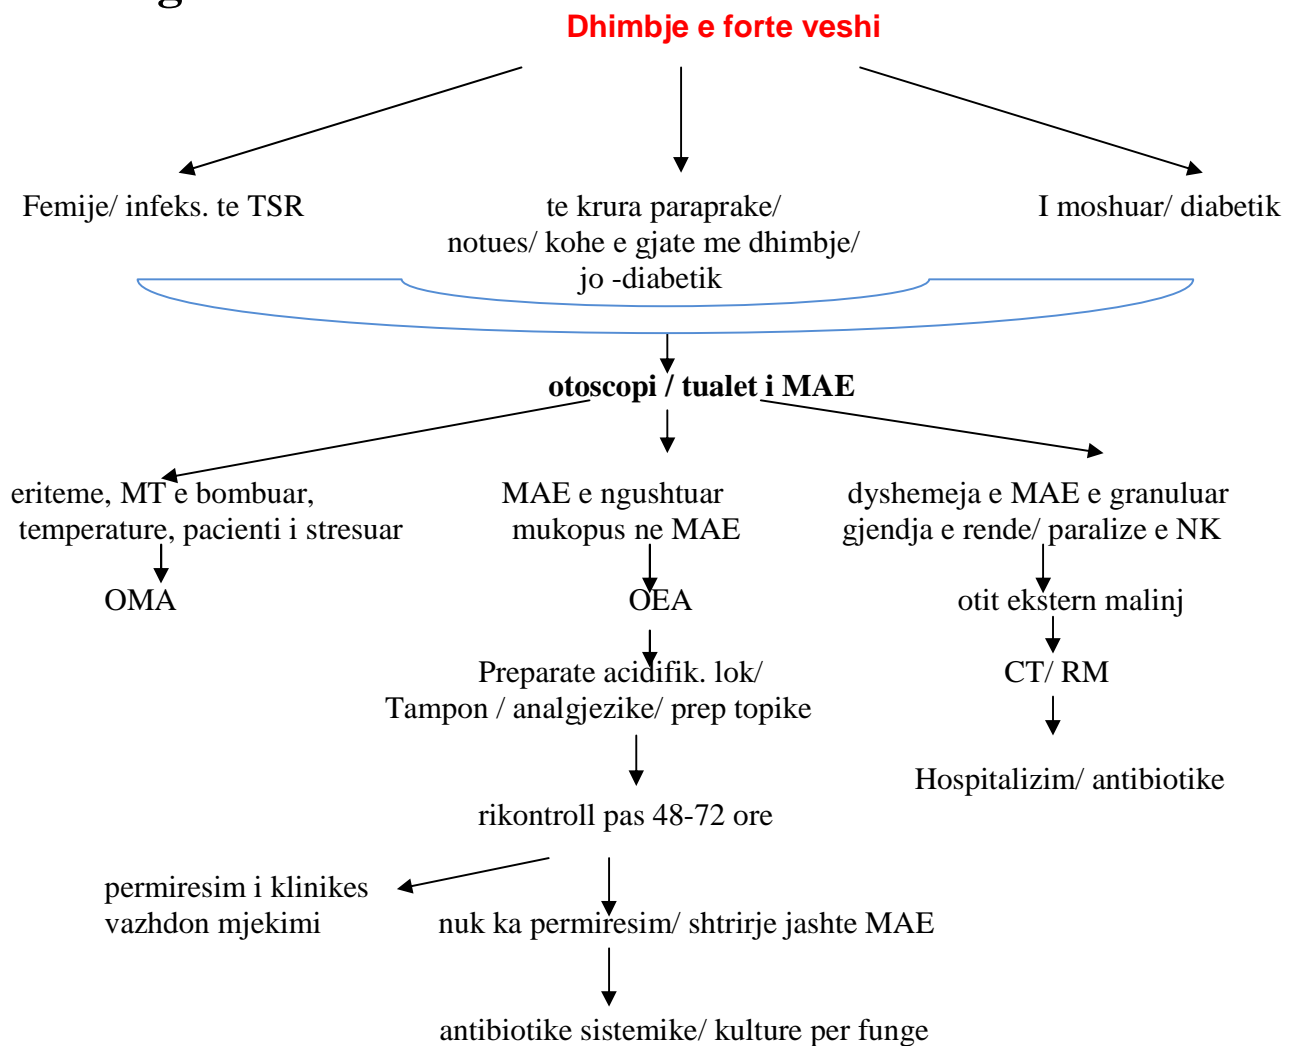 g
Dhimbje e forte veshi
Femije/ infeks. te TSR
te krura paraprake/
notues/ kohe e gjate me dhimbje/
jo -diabetik
I moshuar/ diabetik
otoscopi / tualet i MAE
eriteme, MT e bombuar,
temperature, pacienti i stresuar
MAE e ngushtuar
mukopus ne MAE
dyshemeja e MAE e granuluar
gjendja e rende/ paralize e NK
OMA
OEA
otit ekstern malinj
Preparate acidifik. lok/
Tampon / analgjezike/ prep topike
CT/ RM
Hospitalizim/ antibiotike
rikontroll pas 48-72 ore
permiresim i klinikes
vazhdon mjekimi
nuk ka permiresim/ shtrirje jashte MAE
antibiotike sistemike/ kulture per funge